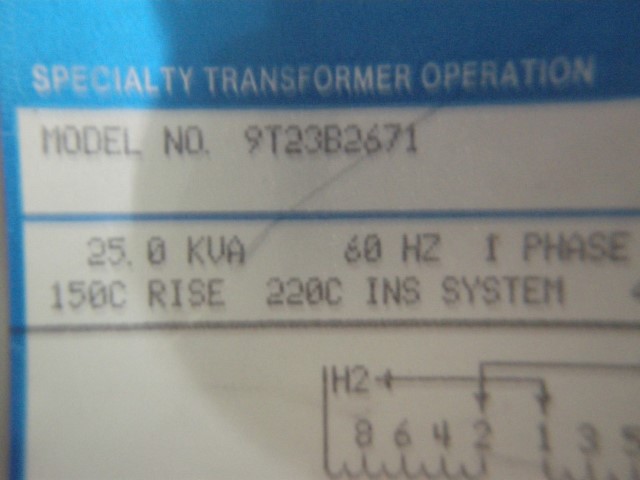 SPECIALTY TRANSFORMER OPERATION
MODEL NO. 9T23B2671
25.0 KVA 60 HZ 1 PHASE
150C RISE 220C INS SYSTEM
H2
8 6 4 2 1 3 5